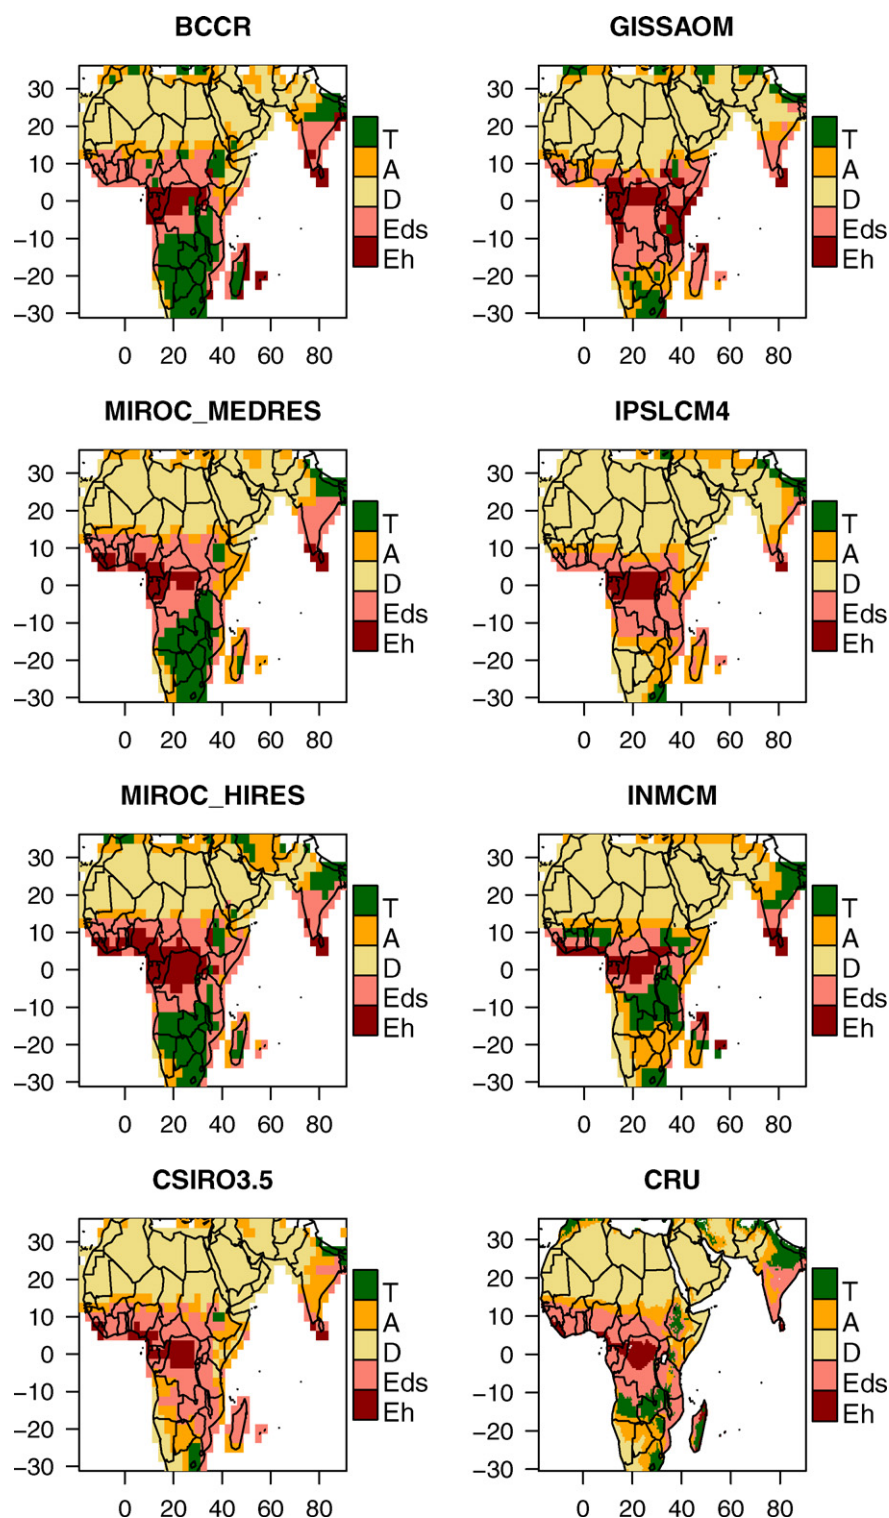 BCCR
30
20
10
0
−10
−20
−30
0 20 40 60 80
T
A
D
Eds
Eh
GISSAOM
30
20
10
0
−10
−20
−30
0 20 40 60 80
T
A
D
Eds
Eh
MIROC_MEDRES
30
20
10
0
−10
−20
−30
0 20 40 60 80
T
A
D
Eds
Eh
IPSLCM4
30
20
10
0
−10
−20
−30
0 20 40 60 80
T
A
D
Eds
Eh
MIROC_HIRES
30
20
10
0
−10
−20
−30
0 20 40 60 80
T
A
D
Eds
Eh
INMCM
30
20
10
0
−10
−20
−30
0 20 40 60 80
T
A
D
Eds
Eh
CSIRO3.5
30
20
10
0
−10
−20
−30
0 20 40 60 80
T
A
D
Eds
Eh
CRU
30
20
10
0
−10
−20
−30
0 20 40 60 80
T
A
D
Eds
Eh